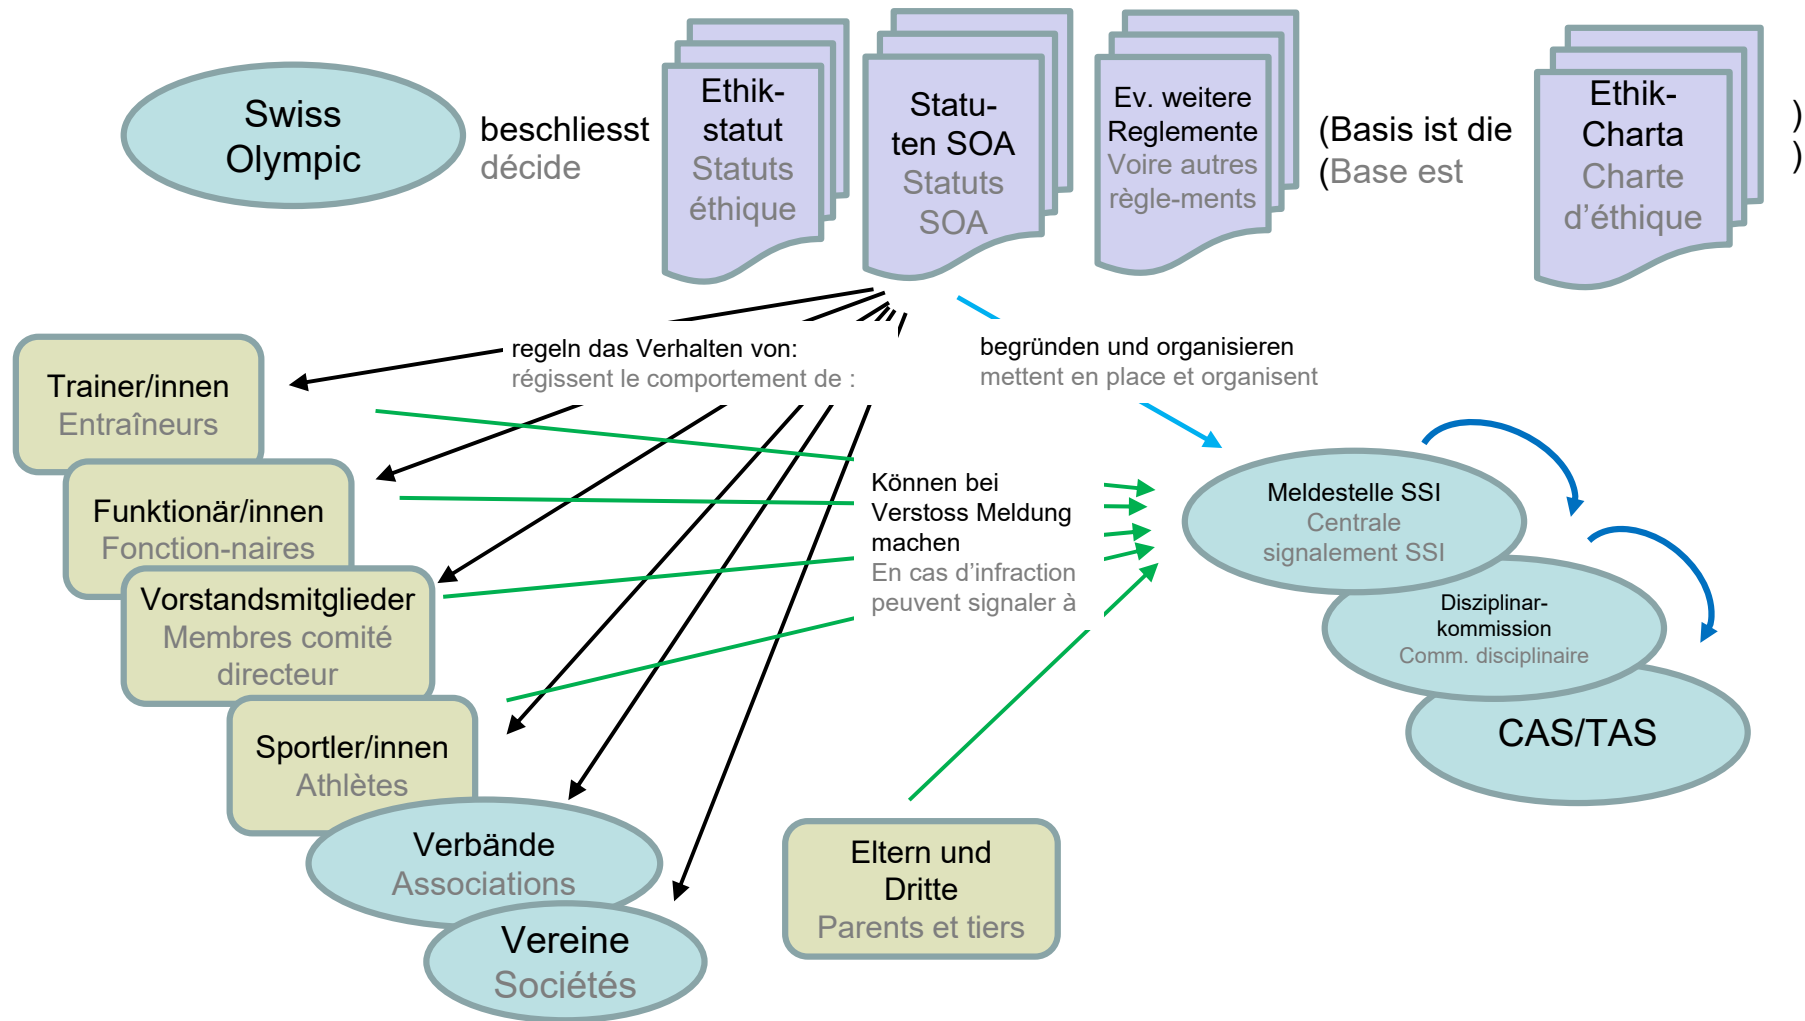 Swiss
Olympic
beschliesst
décide
Ethik-
statut
Statuts
éthique
Statu-
ten SOA
Statuts
SOA
Ev. weitere
Reglemente
Voire autres
règle-ments
(Basis ist die
(Base est
Ethik-
Charta
Charte
d’éthique
)
)
regeln das Verhalten von:
régissent le comportement de :
begründen und organisieren
mettent en place et organisent
Trainer/innen
Entraîneurs
Funktionär/innen
Fonction-naires
Vorstandsmitglieder
Membres comité
directeur
Sportler/innen
Athlètes
Verbände
Associations
Vereine
Sociétés
Können bei
Verstoss Meldung
machen
En cas d’infraction
peuvent signaler à
Eltern und
Dritte
Parents et tiers
Meldestelle SSI
Centrale
signalement SSI
Disziplinar-
kommission
Comm. disciplinaire
CAS/TAS